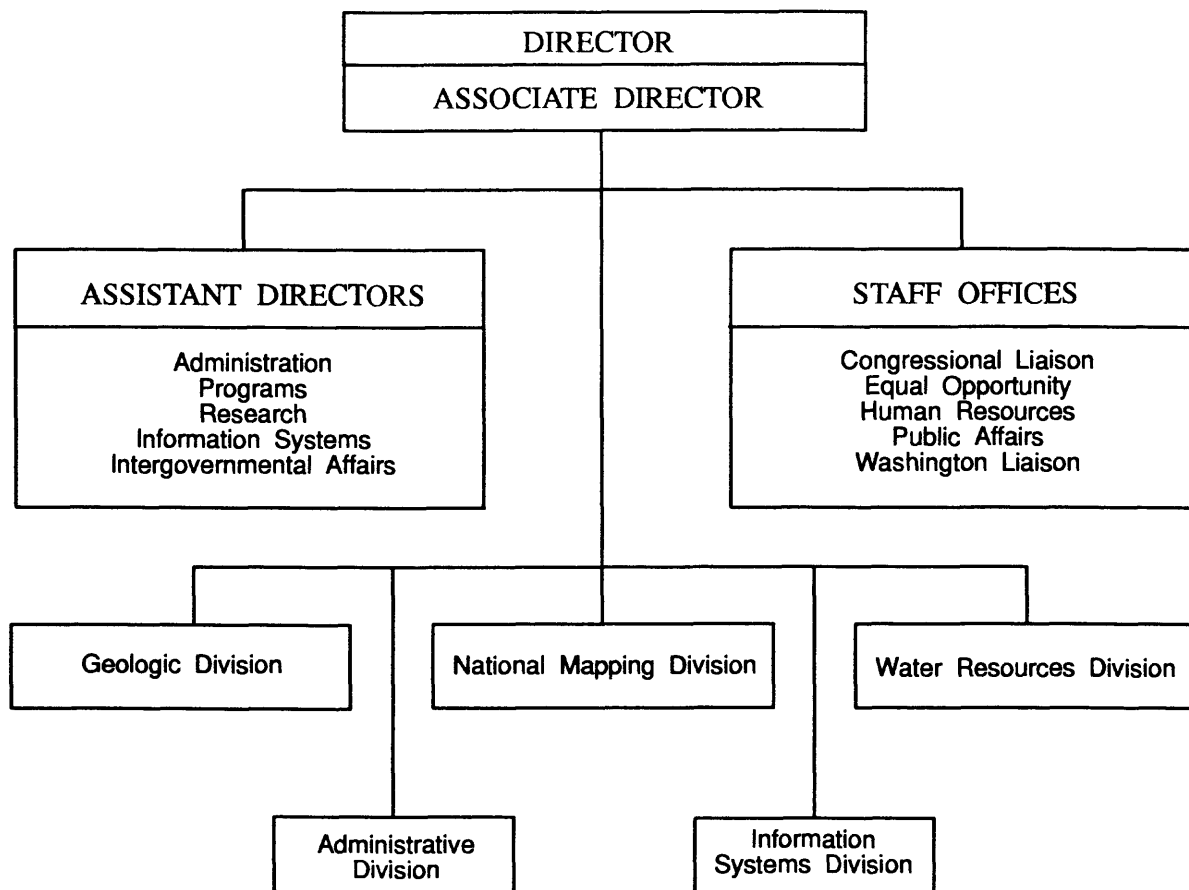 DIRECTOR
ASSOCIATE DIRECTOR
ASSISTANT DIRECTORS
Administration
Programs
Research
Information Systems
Intergovernmental Affairs
STAFF OFFICES
Congressional Liaison
Equal Opportunity
Human Resources
Public Affairs
Washington Liaison
Geologic Division
National Mapping Division
Water Resources Division
Administrative
Division
Information
Systems Division